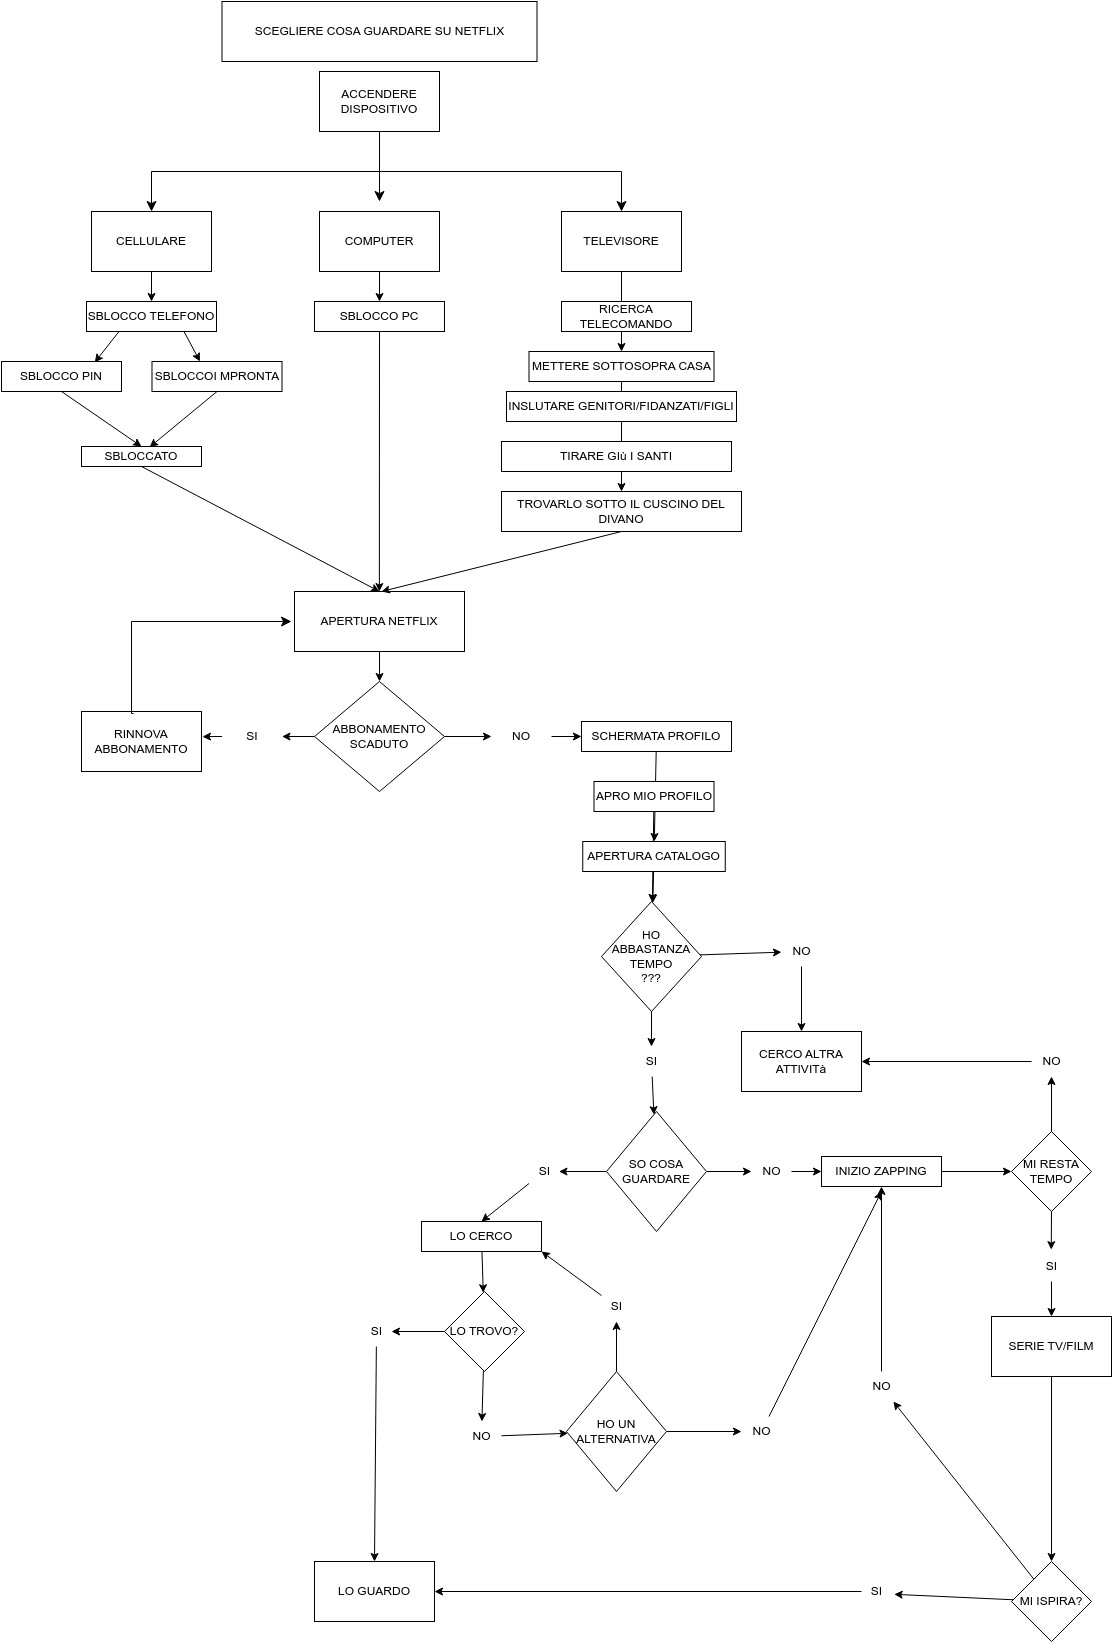 SCEGLIERE COSA GUARDARE SU NETFLIX
ACCENDERE
DISPOSITIVO
CELLULARE
COMPUTER
TELEVISORE
SBLOCCO TELEFONO
SBLOCCO PC
RICERCA
TELECOMANDO
SBLOCCO PIN
SBLOCCOI MPRONTA
METTERE SOTTOSOPRA CASA
INSLUTARE GENITORI/FIDANZATI/FIGLI
SBLOCCATO
TIRARE GIù I SANTI
TROVARLO SOTTO IL CUSCINO DEL
DIVANO
APERTURA NETFLIX
RINNOVA
ABBONAMENTO
SI
ABBONAMENTO
SCADUTO
NO
SCHERMATA PROFILO
APRO MIO PROFILO
APERTURA CATALOGO
HO
ABBASTANZA
TEMPO
???
NO
SI
CERCO ALTRA
ATTIVITà
NO
SI
SO COSA
GUARDARE
NO
INIZIO ZAPPING
MI RESTA
TEMPO
LO CERCO
SI
SI
SI
LO TROVO?
SERIE TV/FILM
NO
NO
HO UN
ALTERNATIVA
NO
LO GUARDO
SI
MI ISPIRA?